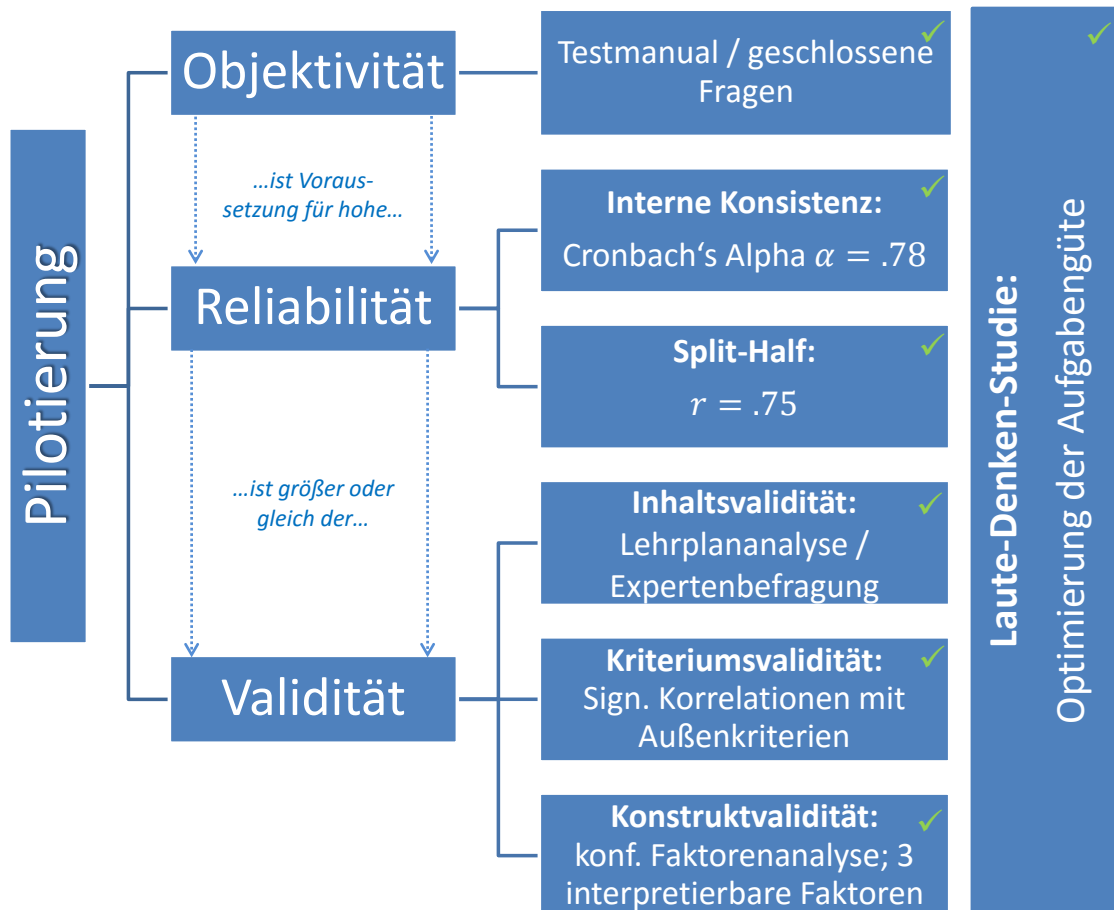 Pilotierung
Objektivität
…ist Voraus-
setzung für hohe…
Reliabilität
…ist größer oder
gleich der…
Validität
✓
Testmanual / geschlossene
Fragen
✓
Interne Konsistenz:
Cronbach‘s Alpha α = .78
✓
Split-Half:
r = .75
✓
Inhaltsvalidität:
Lehrplananalyse /
Expertenbefragung
✓
Kriteriumsvalidität:
Sign. Korrelationen mit
Außenkriterien
✓
Konstruktvalidität:
konf. Faktorenanalyse; 3
interpretierbare Faktoren
✓
Laute-Denken-Studie:
Optimierung der Aufgabengüte